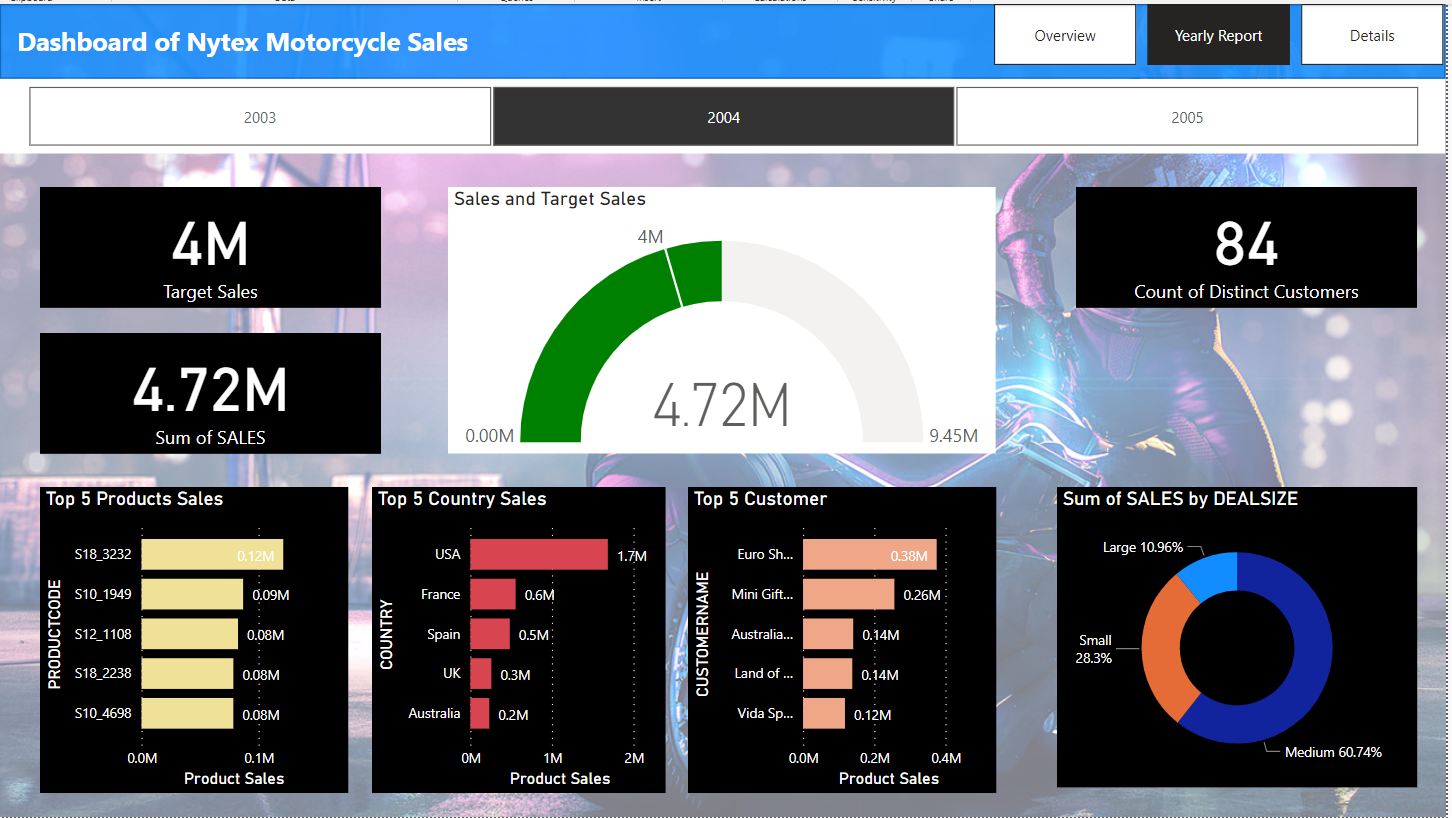 Dashboard of Nytex Motorcycle Sales
Overview
Yearly Report
Details
2003
2004
2005
4M
Target Sales
4.72M
Sum of SALES
Sales and Target Sales
4M
4.72M
0.00M
9.45M
84
Count of Distinct Customers
Top 5 Products Sales
PRODUCTCODE
S18_3232
0.12M
S10_1949
0.09M
S12_1108
0.08M
S18_2238
0.08M
S10_4698
0.08M
0.0M
0.1M
Product Sales
Top 5 Country Sales
COUNTRY
USA
1.7M
France
0.6M
Spain
0.5M
UK
0.3M
Australia
0.2M
0M
1M
2M
Product Sales
Top 5 Customer
CUSTOMERNAME
Euro Sh...
0.38M
Mini Gift...
0.26M
Australia...
0.14M
Land of ...
0.14M
Vida Sp...
0.12M
0.0M
0.2M
0.4M
Product Sales
Sum of SALES by DEALSIZE
Large 10.96%
Small
28.3%
Medium 60.74%